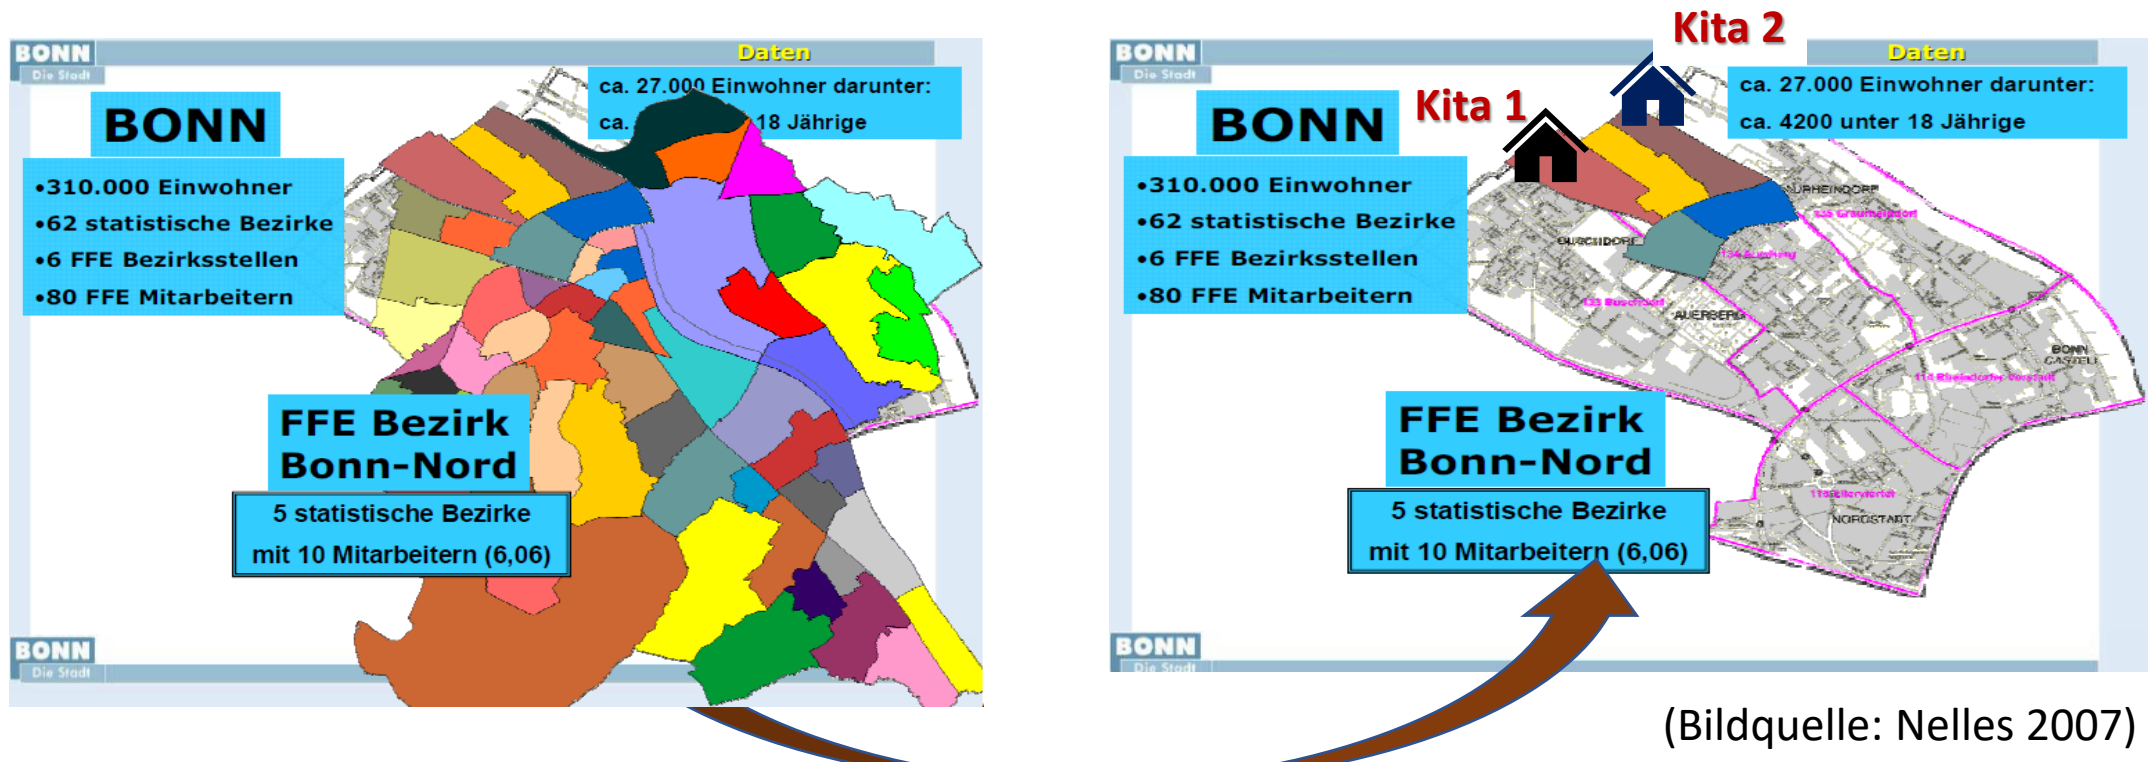 BONN
Die Stadt
Daten
ca. 27.000 Einwohner darunter:
ca. 18 Jährige
BONN
•310.000 Einwohner
•62 statistische Bezirke
•6 FFE Bezirksstellen
•80 FFE Mitarbeitern
FFE Bezirk
Bonn-Nord
5 statistische Bezirke
mit 10 Mitarbeitern (6,06)
BONN
Die Stadt
Kita 2
Kita 1
BONN
Die Stadt
Daten
ca. 27.000 Einwohner darunter:
ca. 4200 unter 18 Jährige
BONN
•310.000 Einwohner
•62 statistische Bezirke
•6 FFE Bezirksstellen
•80 FFE Mitarbeitern
AUERBERG
BONN
CASTELL
NORDSTADT
FFE Bezirk
Bonn-Nord
5 statistische Bezirke
mit 10 Mitarbeitern (6,06)
BONN
Die Stadt
(Bildquelle: Nelles 2007)